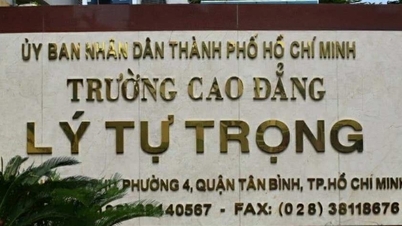 ỦY BAN NHÂN DÂN THÀNH PHỐ HỒ CHÍ MINH
TRƯỜNG CAO ĐẲNG
LÝ TỰ TRỌNG
PHƯỜNG 4, QUẬN TÂN BÌNH, TP.HỒ CHÍ MINH
140567 - FAX: (028) 38118676